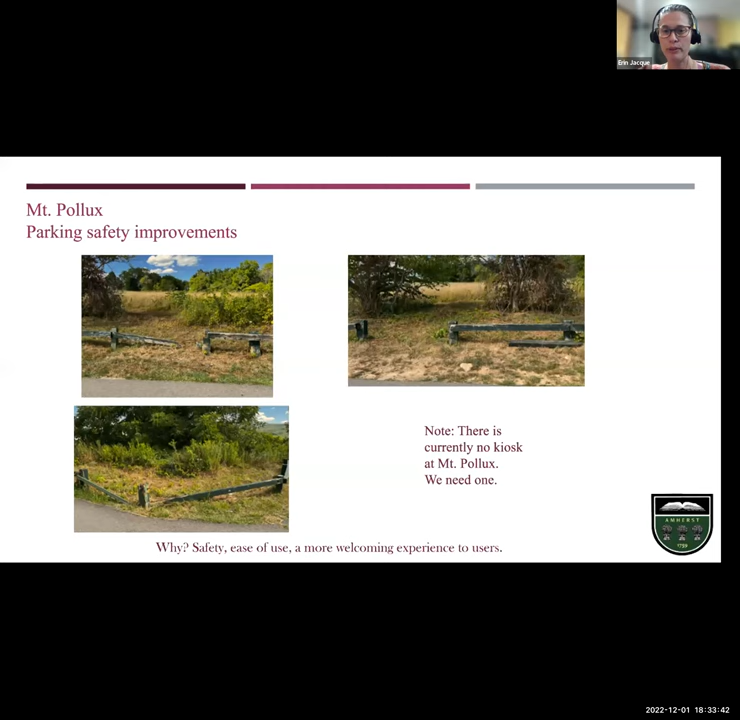 Erin Jacque
Mt. Pollux
Parking safety improvements
Note: There is
currently no kiosk
at Mt. Pollux.
We need one.
AMHERST
1759
Why? Safety, ease of use, a more welcoming experience to users.
2022-12-01 18:33:42